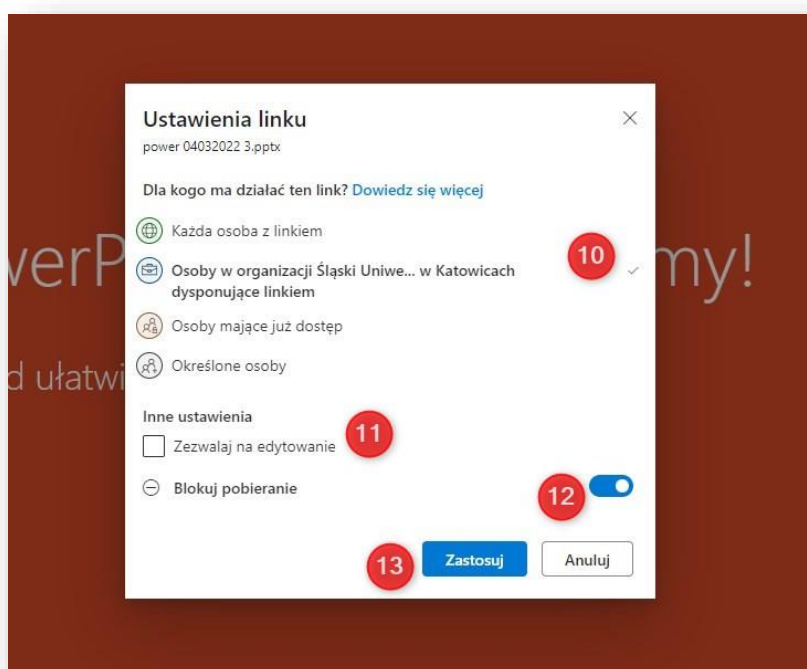 Ustawienia linku
power 04032022 3.pptx
Dla kogo ma działać ten link? Dowiedz się więcej
Każda osoba z linkiem
10
Osoby w organizacji Śląski Uniwe... w Katowicach
dysponujące linkiem
verP my!
Osoby mające już dostęp
Określone osoby
d ułatwi
Inne ustawienia
11
Zezwalaj na edytowanie
Blokuj pobieranie
12
13
Zastosuj Anuluj